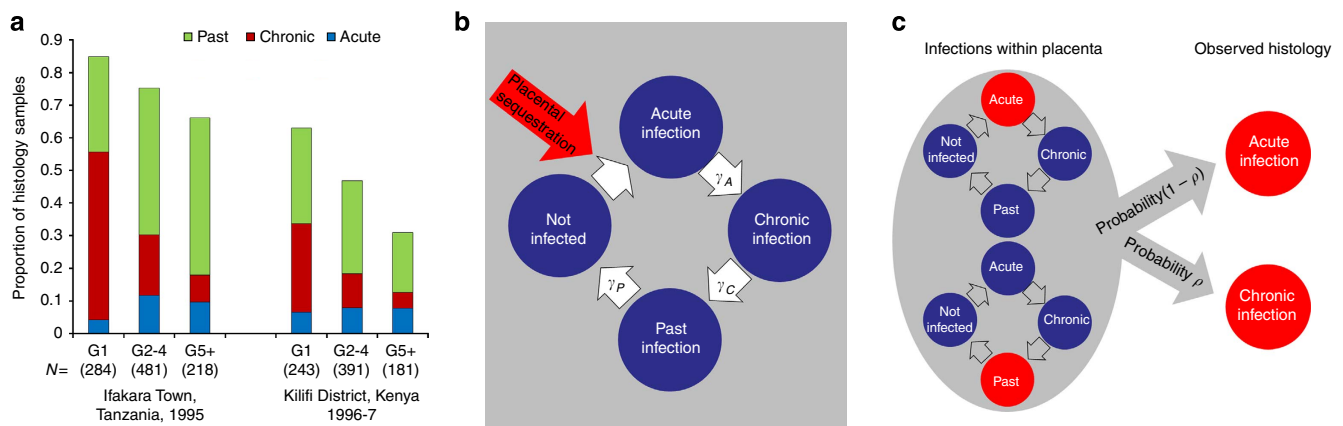 a
Past Chronic Acute
Proportion of histology samples
0.9
0.8
0.7
0.6
0.5
0.4
0.3
0.2
0.1
0
G1 G2-4 G5+ G1 G2-4 G5+
N= (284) (481) (218) (243) (391) (181)
Ifakara Town,
Tanzania, 1995
Kilifi District, Kenya
1996-7
b
Placental
sequestration
Acute
infection
γA
Not
infected
Chronic
infection
γP
γC
Past
infection
c
Infections within placenta
Observed histology
Acute
Not
infected
Chronic
Past
Acute
Not
infected
Chronic
Past
Probability(1 − ρ)
Probability ρ
Acute
infection
Chronic
infection